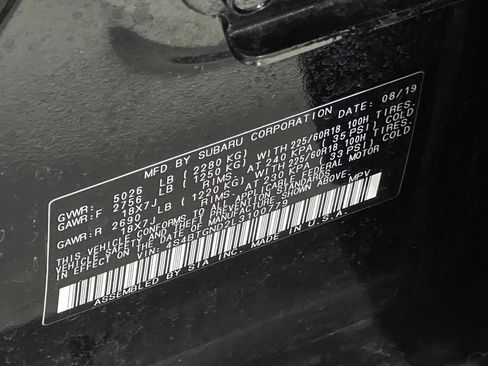 MFD BY SUBARU CORPORATION DATE: 08/19
GVWR: 5026 LB (2280 KG)
GAWR:F 2756 LB (1250 KG) WITH 225/60R18 100H TIRES,
18X7J RIMS, AT 240 KPA (35 PSI) COLD
GAWR:R 2690 LB (1220 KG) WITH 225/60R18 100H TIRES,
18X7J RIMS, AT 230 KPA (33 PSI) COLD
THIS VEHICLE CONFORMS TO ALL APPLICABLE FEDERAL MOTOR
VEHICLE SAFETY AND THEFT PREVENTION STANDARDS
IN EFFECT ON THE DATE OF MANUFACTURE SHOWN ABOVE.
VIN: 4S4BTGND2L3100779 MPV
ASSEMBLED BY SIA, INC. MADE IN U.S.A.